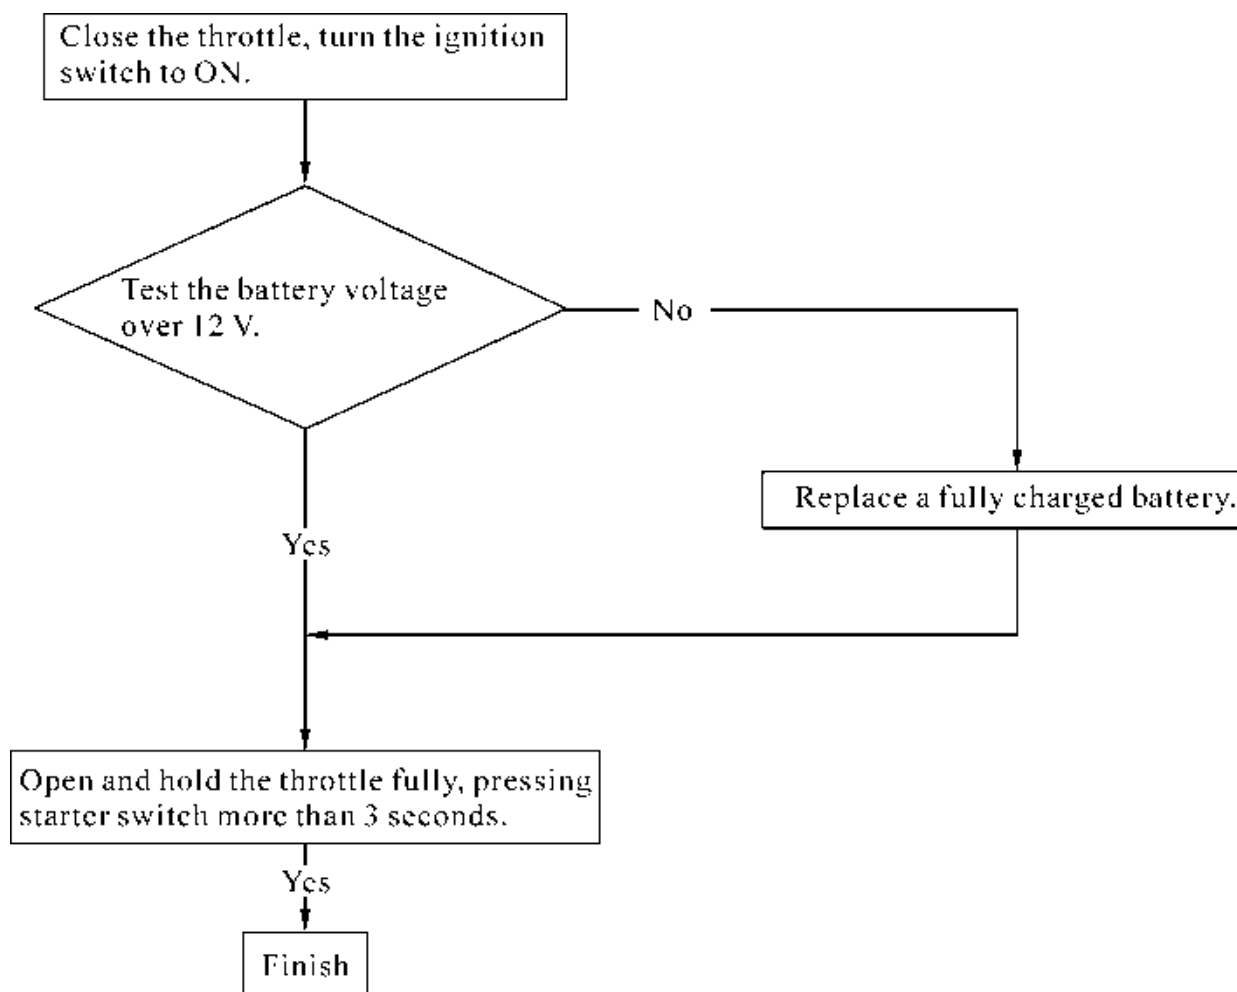 Close the throttle, turn the ignition
switch to ON.
Test the battery voltage
over 12 V.
No
Replace a fully charged battery.
Yes
Open and hold the throttle fully, pressing
starter switch more than 3 seconds.
Yes
Finish